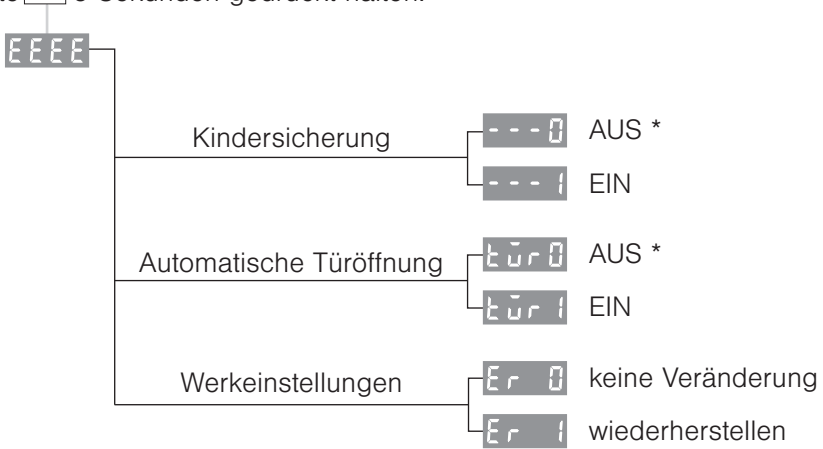 Sekunden gedrückt halten.
EEEE
Kindersicherung
---0 AUS *
---1 EIN
Automatische Türöffnung
tür0 AUS *
tür1 EIN
Werkeinstellungen
Er 0 keine Veränderung
Er 1 wiederherstellen